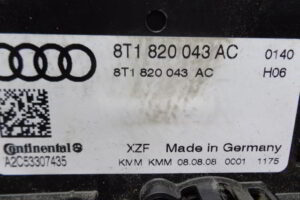 8T1 820 043 AC 0140
8T1 820 043 AC H06
Continental
XZF Made in Germany
A2C53307435
KMM KMM 08.08.08 0001 1175